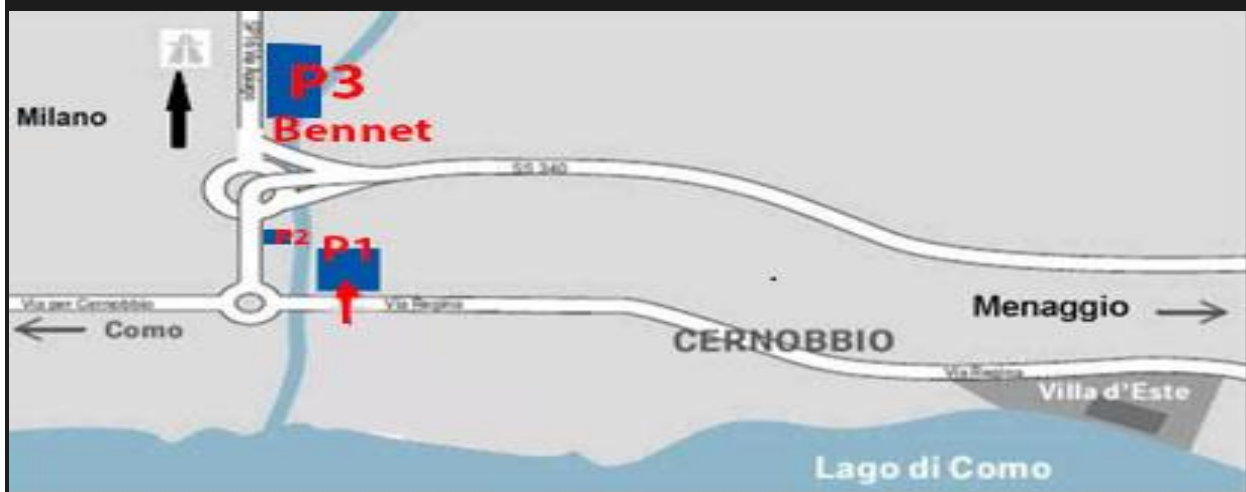 P3
Milano
Bennet
SS 340
P2
P1
Via per Cernobbio
Via Regina
Menaggio
Como
CERNOBBIO
Via Regina
Villa d'Este
Lago di Como